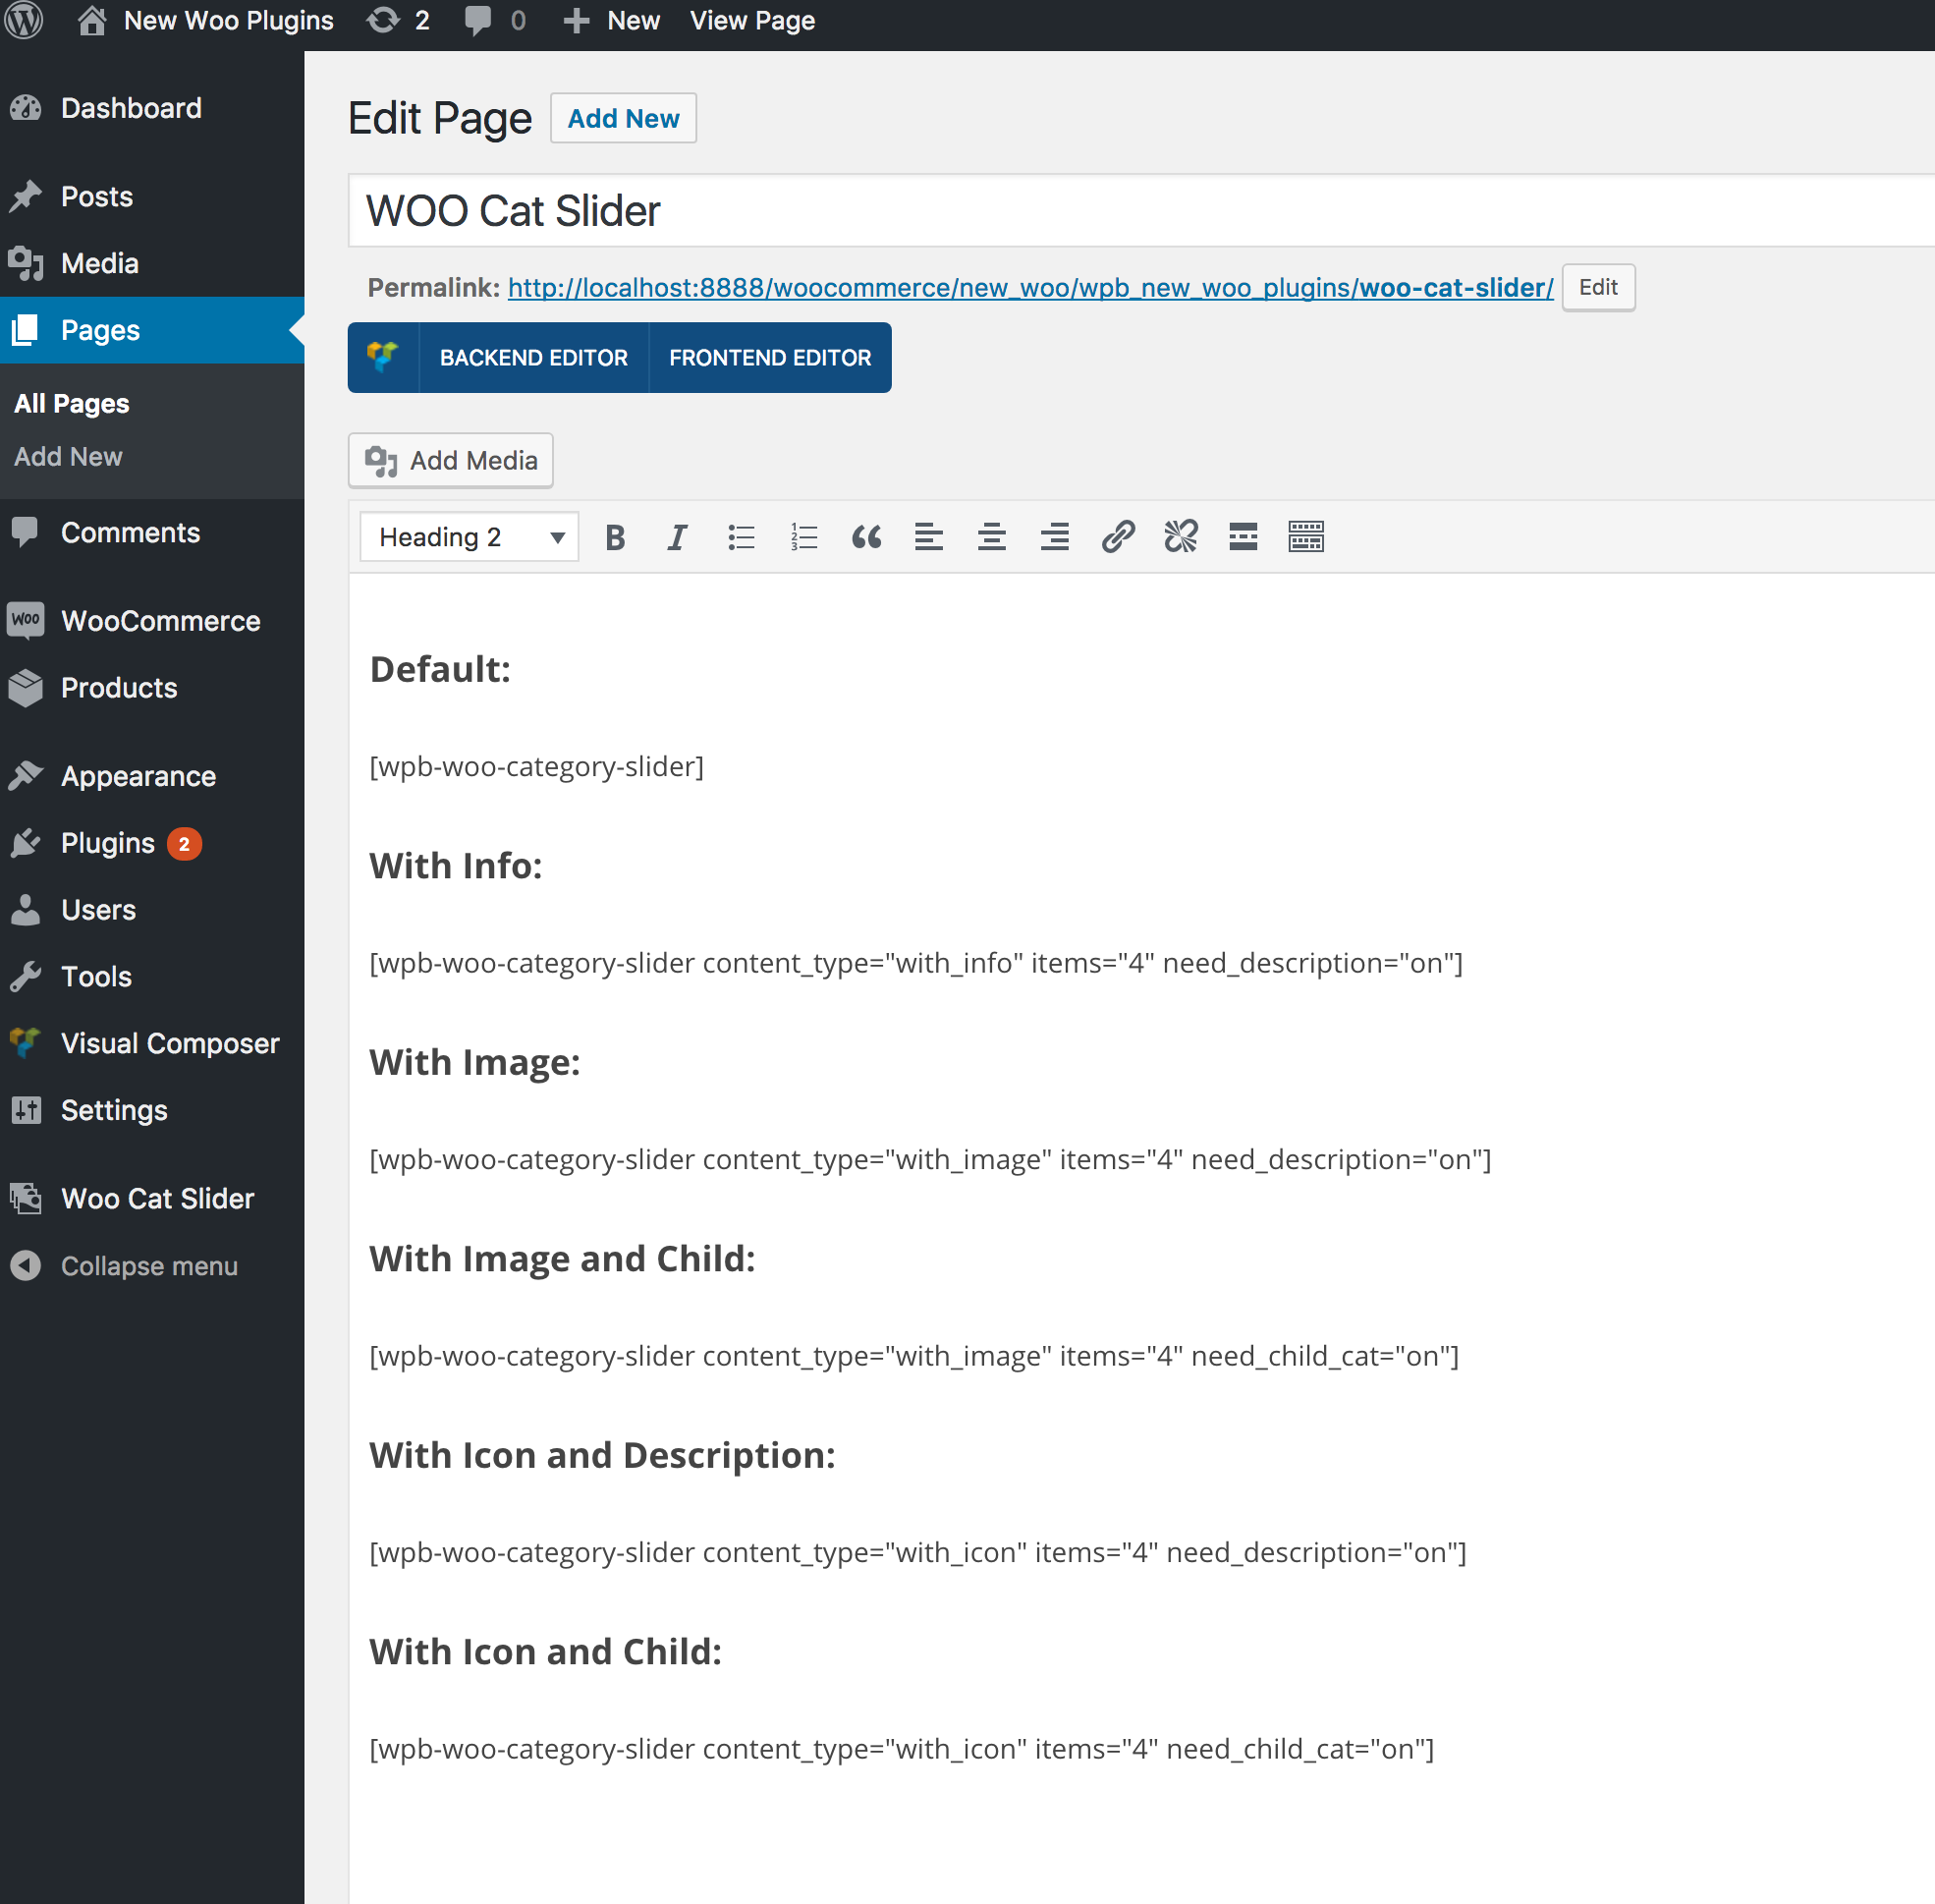 New Woo Plugins 2 0 New View Page
Dashboard
Posts
Media
Pages
All Pages
Add New
Comments
WOO WooCommerce
Products
Appearance
Plugins 2
Users
Tools
Visual Composer
Settings
Woo Cat Slider
Collapse menu
Edit Page Add New
WOO Cat Slider
Permalink: http://localhost:8888/woocommerce/new_woo/wpb_new_woo_plugins/woo-cat-slider/ Edit
BACKEND EDITOR FRONTEND EDITOR
Add Media
Heading 2 B I
Default:
[wpb-woo-category-slider]
With Info:
[wpb-woo-category-slider content_type="with_info" items="4" need_description="on"]
With Image:
[wpb-woo-category-slider content_type="with_image" items="4" need_description="on"]
With Image and Child:
[wpb-woo-category-slider content_type="with_image" items="4" need_child_cat="on"]
With Icon and Description:
[wpb-woo-category-slider content_type="with_icon" items="4" need_description="on"]
With Icon and Child:
[wpb-woo-category-slider content_type="with_icon" items="4" need_child_cat="on"]